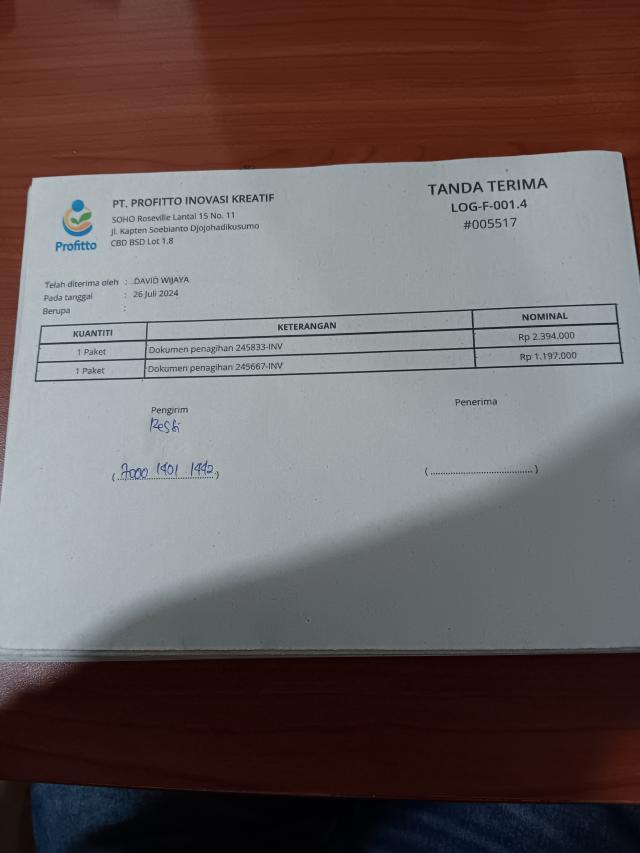 Profitto
PT. PROFITTO INOVASI KREATIF
SOHO Roseville Lantai 15 No. 11
Jl. Kapten Soebianto Djojohadikusumo
CBD BSD Lot 1.8
TANDA TERIMA
LOG-F-001.4
#005517
Telah diterima oleh : DAVID WIJAYA
Pada tanggal : 26 Juli 2024
Berupa :
KUANTITI KETERANGAN NOMINAL
1 Paket Dokumen penagihan 245833-INV Rp 2.394.000
1 Paket Dokumen penagihan 245667-INV Rp 1.197.000
Pengirim Penerima
(7000 1401 1442) (..............................)